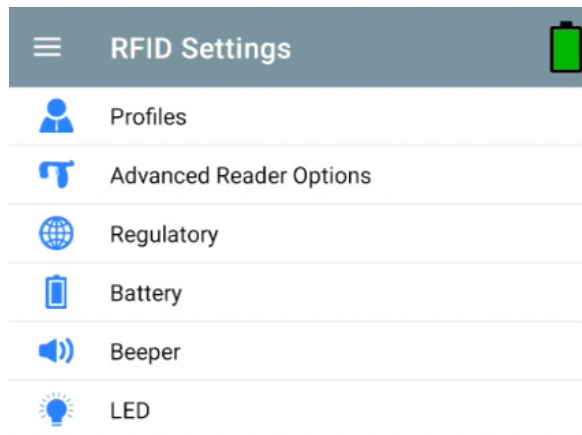 RFID Settings
Profiles
Advanced Reader Options
Regulatory
Battery
Beeper
LED